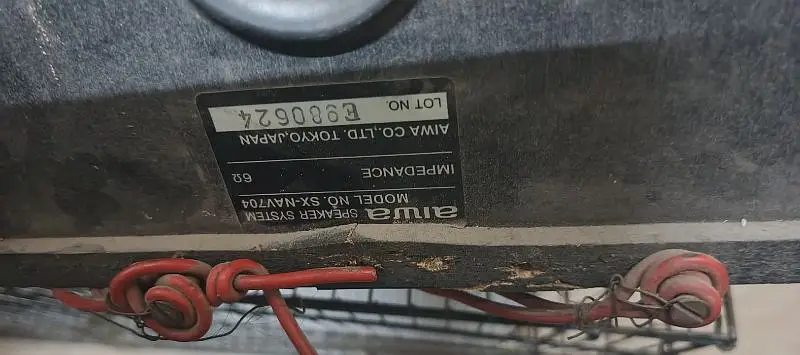 aiwa SPEAKER SYSTEM
MODEL NO. SX-NAV704
IMPEDANCE 6Ω
AIWA CO.,LTD. TOKYO,JAPAN
LOT NO. E980624